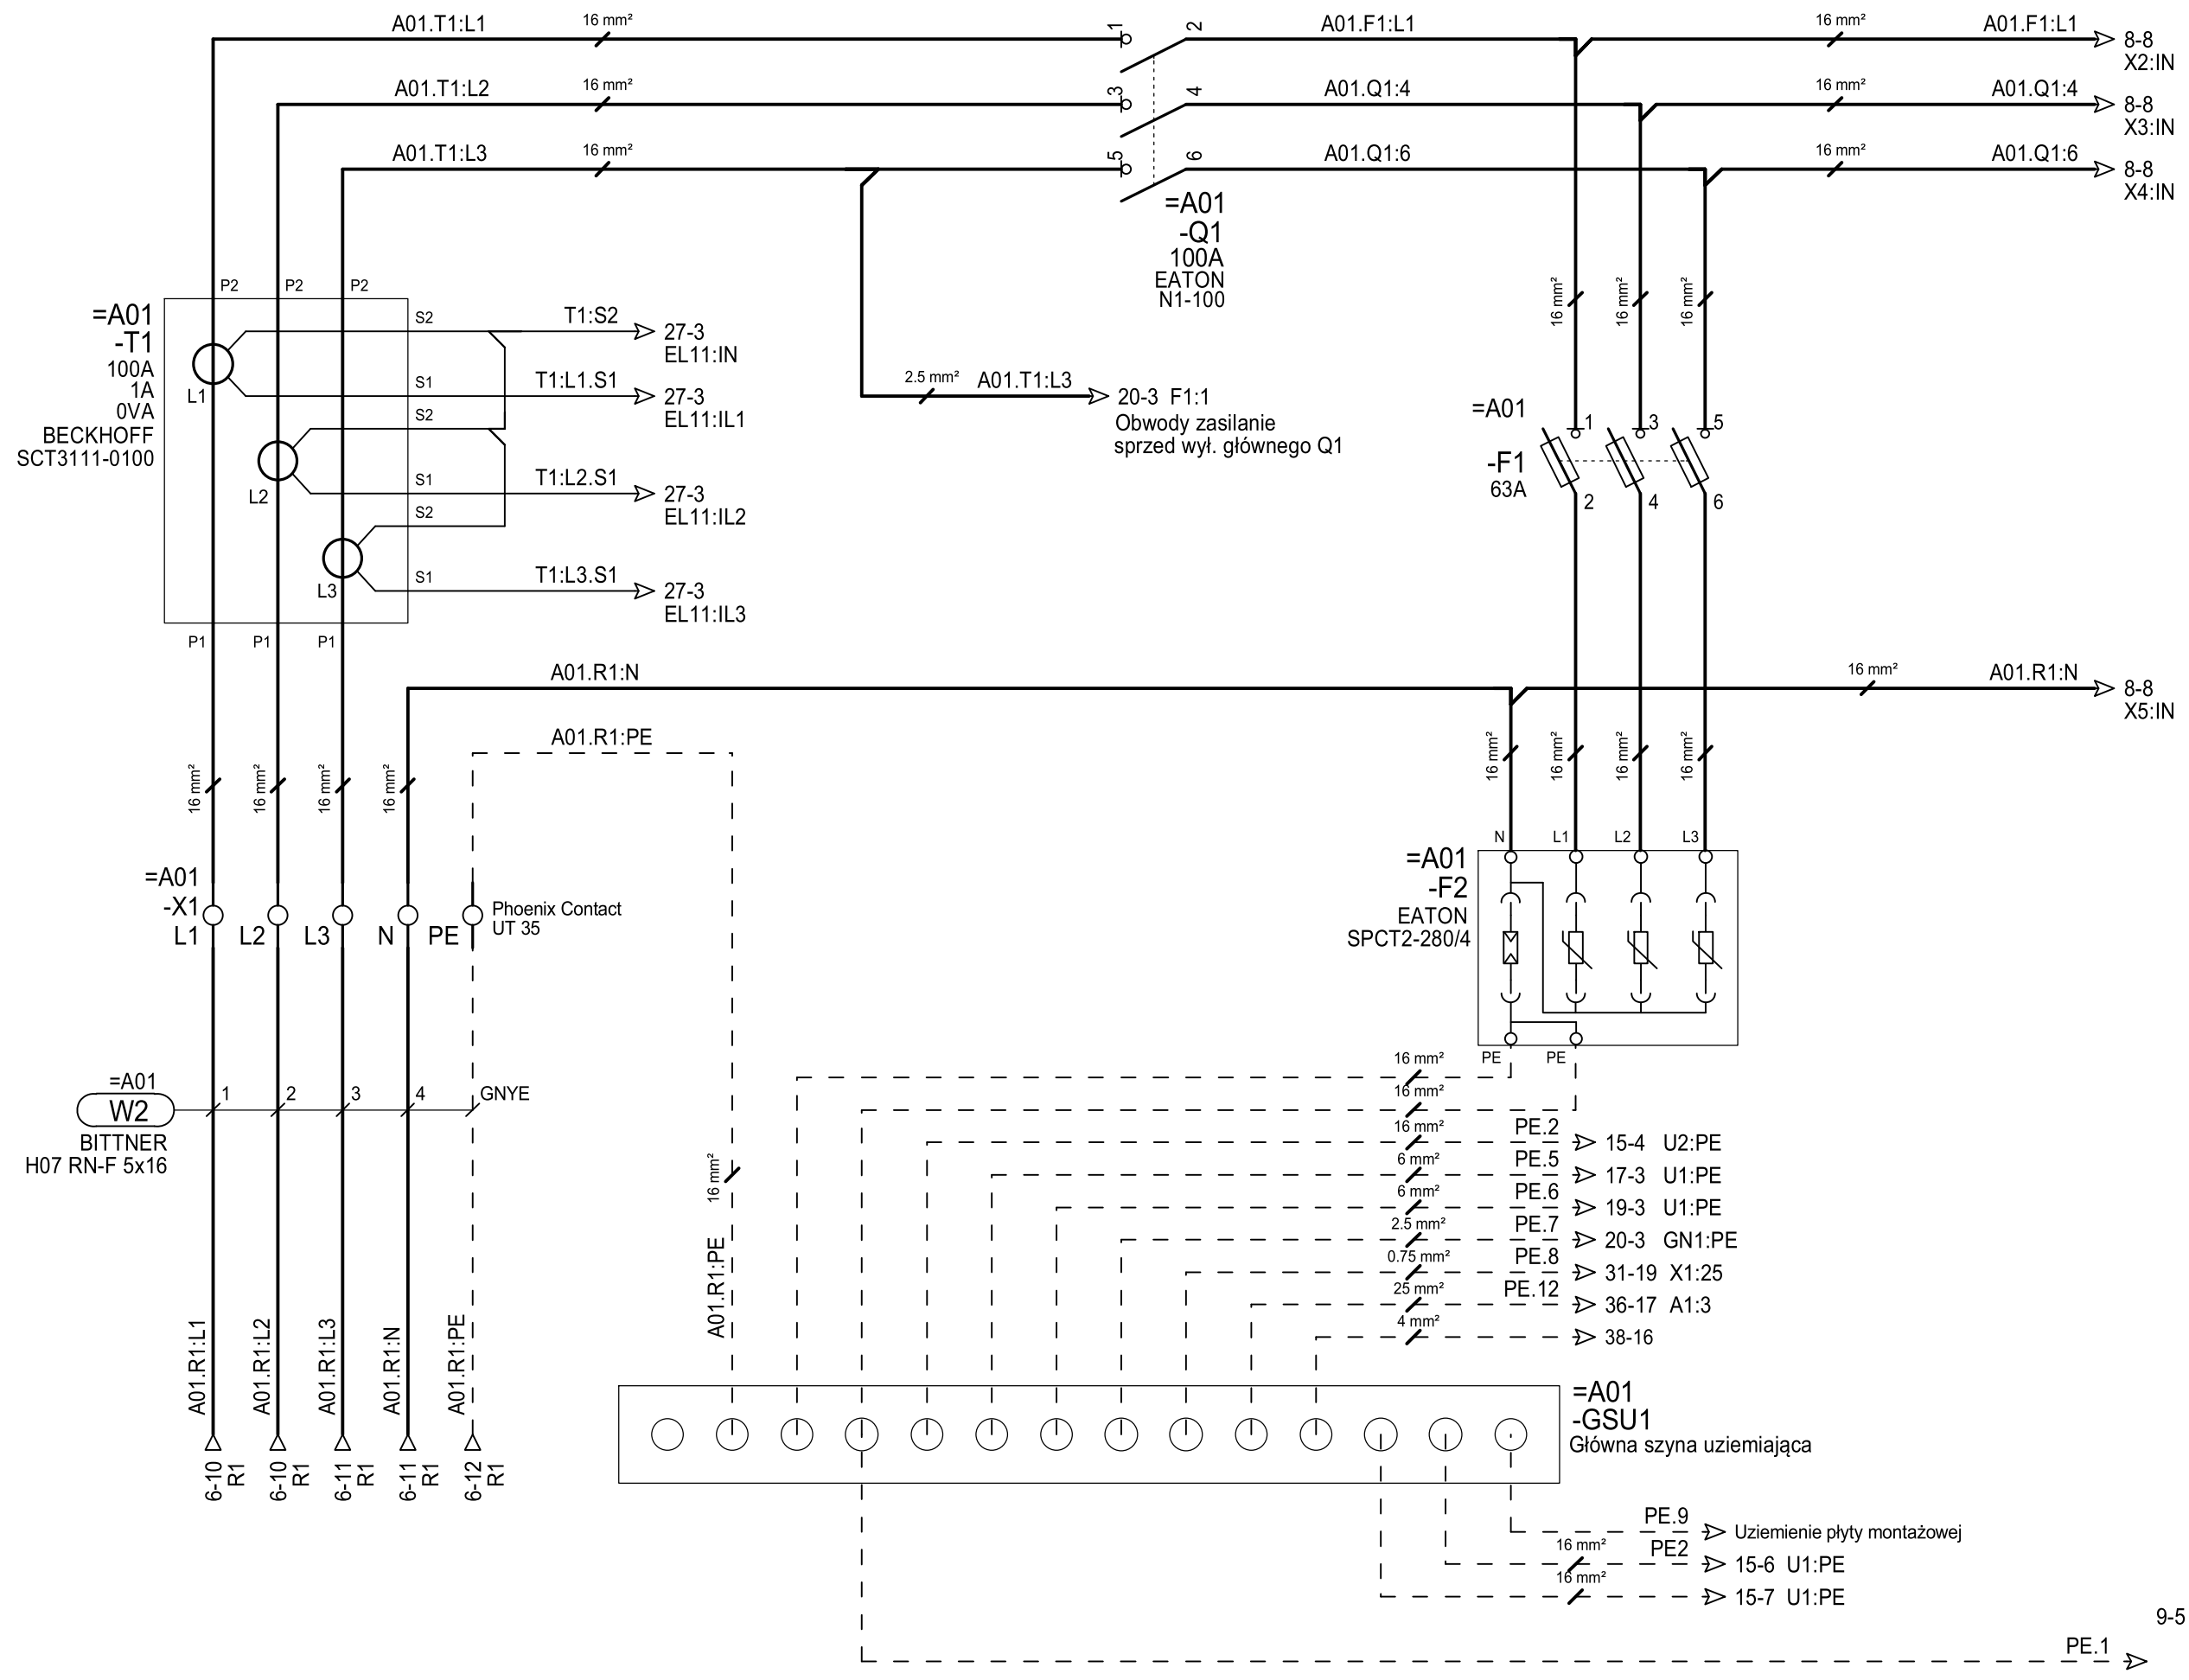 A01.T1:L1
16 mm²
1
2
A01.F1:L1
16 mm²
A01.F1:L1
8-8
X2:IN
A01.T1:L2
16 mm²
3
4
A01.Q1:4
16 mm²
A01.Q1:4
8-8
X3:IN
A01.T1:L3
16 mm²
5
6
A01.Q1:6
16 mm²
A01.Q1:6
8-8
X4:IN
=A01
-Q1
100A
EATON
N1-100
P2
P2
P2
=A01
-T1
100A
1A
0VA
BECKHOFF
SCT3111-0100
L1
L2
L3
S2
T1:S2
27-3
EL11:IN
S1
T1:L1.S1
27-3
EL11:IL1
S2
S1
T1:L2.S1
27-3
EL11:IL2
S2
S1
T1:L3.S1
27-3
EL11:IL3
P1
P1
P1
2.5 mm²
A01.T1:L3
20-3 F1:1
Obwody zasilanie
sprzed wył. głównego Q1
16 mm²
16 mm²
16 mm²
=A01
-F1
63A
1
3
5
2
4
6
A01.R1:N
16 mm²
A01.R1:N
8-8
X5:IN
A01.R1:PE
16 mm²
16 mm²
16 mm²
16 mm²
16 mm²
16 mm²
16 mm²
16 mm²
N
L1
L2
L3
=A01
-F2
EATON
SPCT2-280/4
PE
PE
=A01
-X1
L1
L2
L3
N
PE
Phoenix Contact
UT 35
=A01
W2
BITTNER
H07 RN-F 5x16
1
2
3
4
GNYE
16 mm²
16 mm²
16 mm²
PE.2
15-4 U2:PE
6 mm²
PE.5
17-3 U1:PE
6 mm²
PE.6
19-3 U1:PE
2.5 mm²
PE.7
20-3 GN1:PE
0.75 mm²
PE.8
31-19 X1:25
25 mm²
PE.12
36-17 A1:3
4 mm²
38-16
16 mm²
A01.R1:PE
A01.R1:L1
A01.R1:L2
A01.R1:L3
A01.R1:N
A01.R1:PE
6-10
R1
6-10
R1
6-11
R1
6-11
R1
6-12
R1
=A01
-GSU1
Główna szyna uziemiająca
PE.9
Uziemienie płyty montażowej
16 mm²
PE2
15-6 U1:PE
16 mm²
15-7 U1:PE
9-5
PE.1